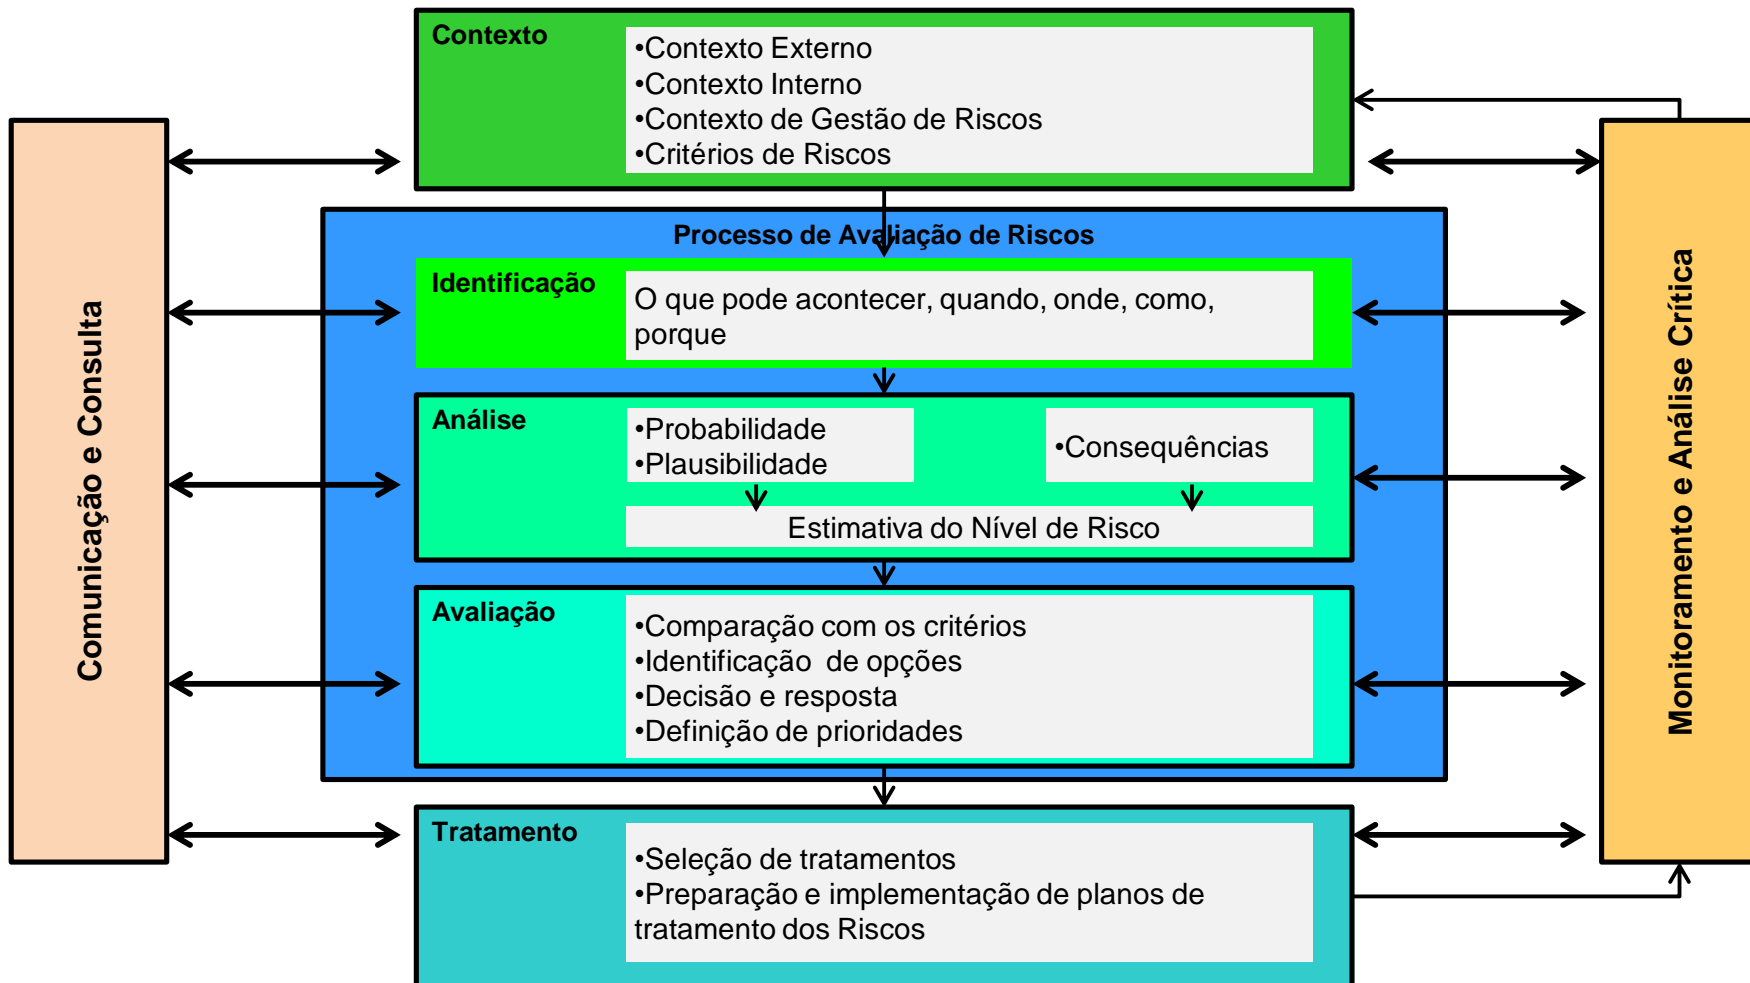 Contexto
•Contexto Externo
•Contexto Interno
•Contexto de Gestão de Riscos
•Critérios de Riscos
Comunicação e Consulta
Processo de Avaliação de Riscos
Identificação
O que pode acontecer, quando, onde, como,
porque
Análise
•Probabilidade
•Plausibilidade
•Consequências
Estimativa do Nível de Risco
Avaliação
•Comparação com os critérios
•Identificação  de opções
•Decisão e resposta
•Definição de prioridades
Tratamento
•Seleção de tratamentos
•Preparação e implementação de planos de
tratamento dos Riscos
Monitoramento e Análise Crítica